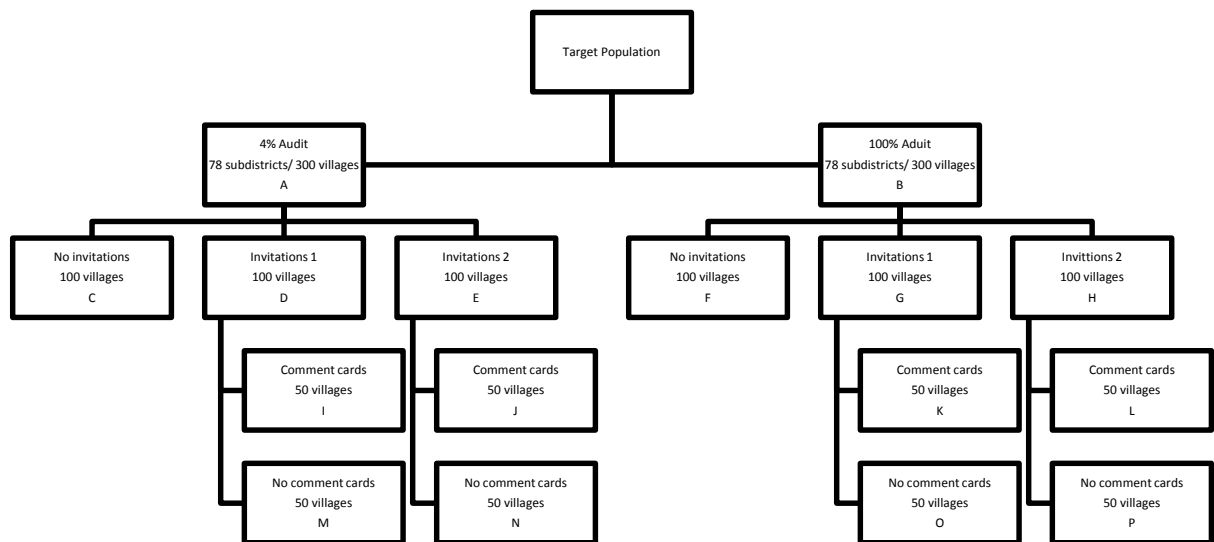 Target Population
4% Audit
78 subdistricts/ 300 villages
A
100% Aduit
78 subdistricts/ 300 villages
B
No invitations
100 villages
C
Invitations 1
100 villages
D
Invitations 2
100 villages
E
No invitations
100 villages
F
Invitations 1
100 villages
G
Invittions 2
100 villages
H
Comment cards
50 villages
I
Comment cards
50 villages
J
Comment cards
50 villages
K
Comment cards
50 villages
L
No comment cards
50 villages
M
No comment cards
50 villages
N
No comment cards
50 villages
O
No comment cards
50 villages
P